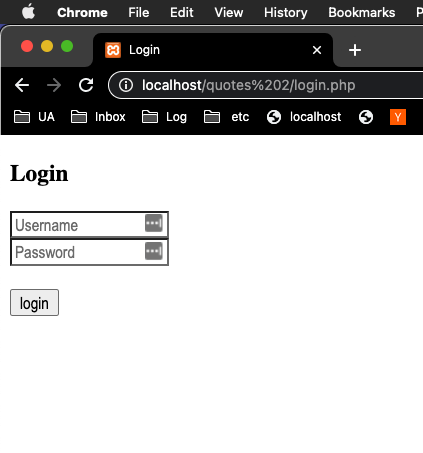 Chrome File Edit View History Bookmarks P
Login
localhost/quotes%202/login.php
UA Inbox Log etc localhost Y
Login
Username
Password
login